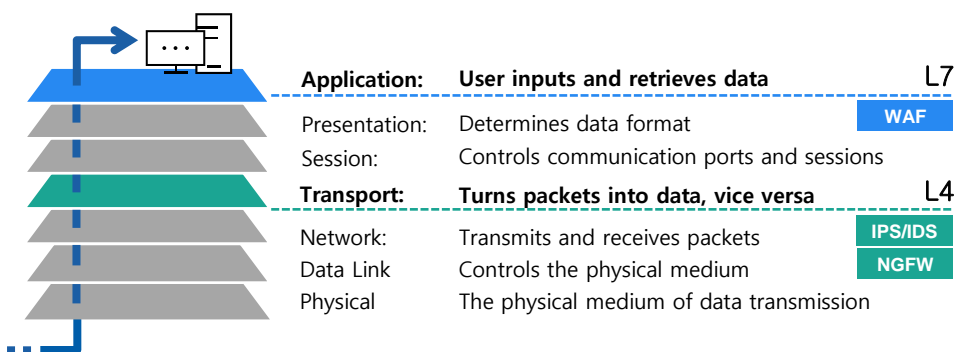 Application: User inputs and retrieves data L7
Presentation: Determines data format WAF
Session: Controls communication ports and sessions
Transport: Turns packets into data, vice versa L4
Network: Transmits and receives packets IPS/IDS
Data Link Controls the physical medium NGFW
Physical The physical medium of data transmission